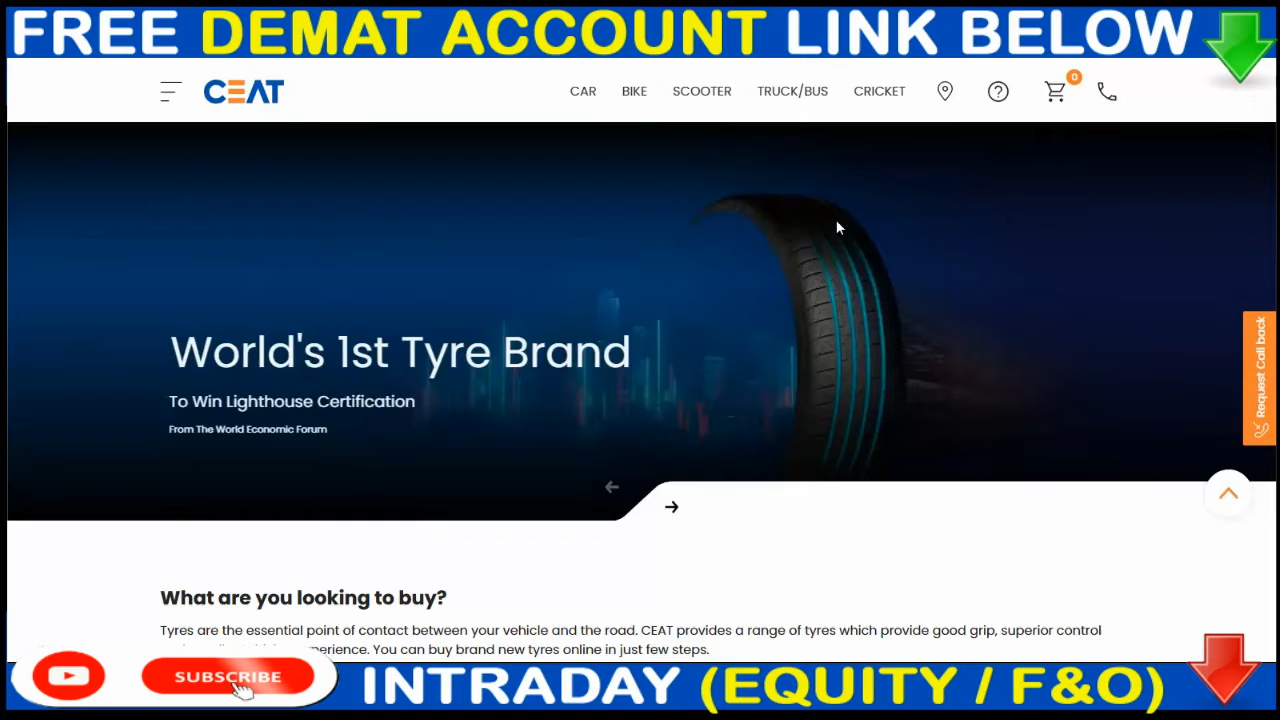 FREE DEMAT ACCOUNT LINK BELOW
CEAT
CAR BIKE SCOOTER TRUCK/BUS CRICKET 0
World's 1st Tyre Brand
To Win Lighthouse Certification
From The World Economic Forum
Request Call back
What are you looking to buy?
Tyres are the essential point of contact between your vehicle and the road. CEAT provides a range of tyres which provide good grip, superior control
You can buy brand new tyres online in just few steps.
SUBSCRIBE
INTRADAY (EQUITY / F&O)